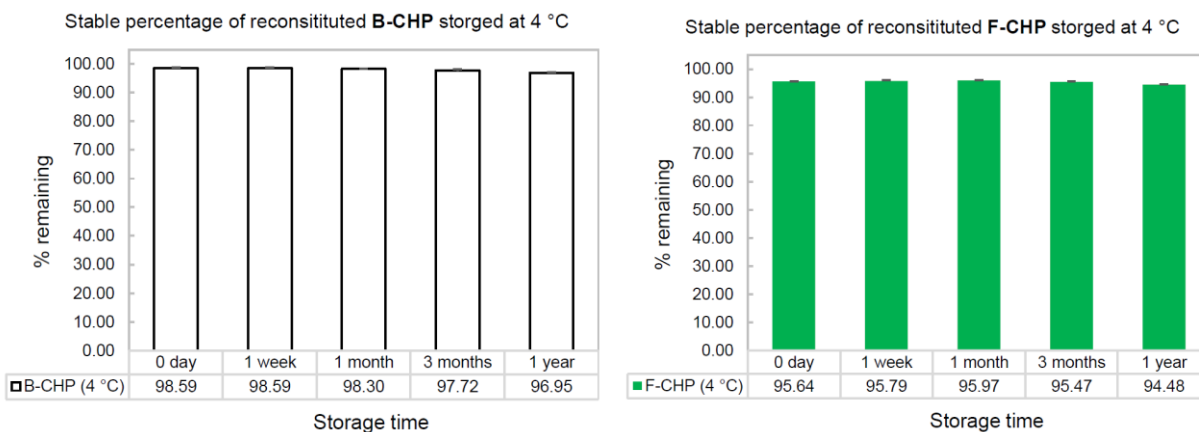 Stable percentage of reconsitituted B-CHP storged at 4 °C
% remaining
100.00
90.00
80.00
70.00
60.00
50.00
40.00
30.00
20.00
10.00
0.00
0 day 1 week 1 month 3 months 1 year
B-CHP (4 °C) 98.59 98.59 98.30 97.72 96.95
Storage time
Stable percentage of reconsitituted F-CHP storged at 4 °C
% remaining
100.00
90.00
80.00
70.00
60.00
50.00
40.00
30.00
20.00
10.00
0.00
0 day 1 week 1 month 3 months 1 year
F-CHP (4 °C) 95.64 95.79 95.97 95.47 94.48
Storage time